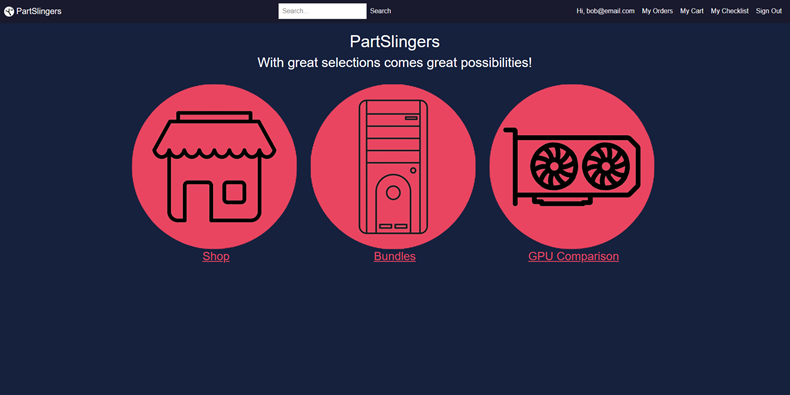 PartSlingers
Search...
Search
Hi, bob@email.com
My Orders
My Cart
My Checklist
Sign Out
PartSlingers
With great selections comes great possibilities!
Shop
Bundles
GPU Comparison